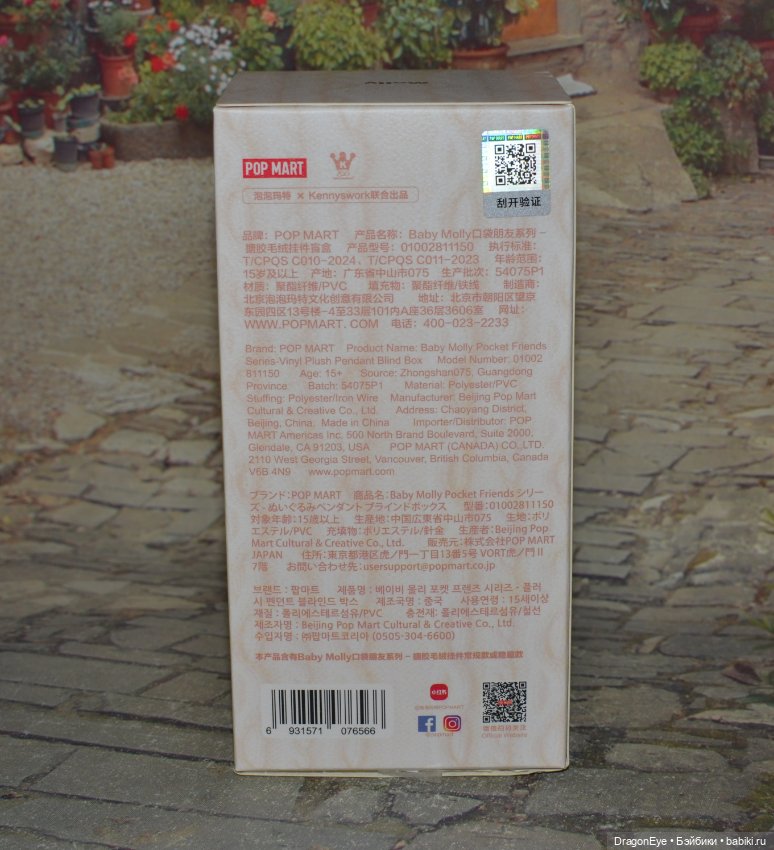 POP MART
泡泡玛特 × Kennyswork联合出品
刮开验证
品牌：POP MART 产品名称：Baby Molly口袋朋友系列 -
搪胶毛绒挂件盲盒 产品型号：01002811150 执行标准：
T/CPQS C010-2024、T/CPQS C011-2023 年龄范围：
15岁及以上 产地：广东省中山市075 生产批次：54075P1
材质：聚酯纤维/PVC 填充物：聚酯纤维/铁线 制造商：
北京泡泡玛特文化创意有限公司 地址：北京市朝阳区望京
东园四区13号楼-4至33层101内A座36层3606室 网址：
WWW.POPMART.COM 电话：400-023-2233
Brand: POP MART Product Name: Baby Molly Pocket Friends
Series-Vinyl Plush Pendant Blind Box Model Number: 01002
811150 Age: 15+ Source: Zhongshan075, Guangdong
Province: Batch: 54075P1 Material: Polyester/PVC
Stuffing: Polyester/Iron Wire Manufacturer: Beijing Pop Mart
Cultural & Creative Co., Ltd. Address: Chaoyang District,
Beijing, China, Made in China Importer/Distributor: POP
MART Americas Inc. 500 North Brand Boulevard, Suite 2000,
Glendale, CA 91203, USA POP MART (CANADA) CO.,LTD.
2110 West Georgia Street, Vancouver, British Columbia, Canada
V6B 4N9 www.popmart.com
ブランド：POP MART 商品名：Baby Molly Pocket Friends シリー
ズ - ぬいぐるみペンダント ブラインドボックス 型番：01002811150
対象年齢：15歳以上 生産地：中国広東省中山市075 生地：ポリ
エステル/PVC 充填物：ポリエステル/針金 生産者：Beijing Pop
Mart Cultural & Creative Co., Ltd. 販売元：株式会社POP MART
JAPAN 住所：東京都港区虎ノ門一丁目13番5号 VORT虎ノ門Ⅱ
7階 お問い合わせ先：usersupport@popmart.co.jp
브랜드 : 팝마트 제품명 : 베이비 몰리 포켓 프렌즈 시리즈 - 플러
시 펜던트 블라인드 박스 제조국명 : 중국 사용연령 : 15세이상
재질 : 폴리에스테르섬유/PVC 충전재: 폴리에스테르섬유/철선
제조자명 : Beijing Pop Mart Cultural & Creative Co., Ltd.
수입자명 : ㈜팝마트코리아 (0505-304-6600)
本产品含有Baby Molly口袋朋友系列 - 搪胶毛绒挂件常规款或隐藏款
小红书
@泡泡玛特POPMART
@popmart
Official Website
6 931571 076566
DragonEye • Бэйбики • babiki.ru